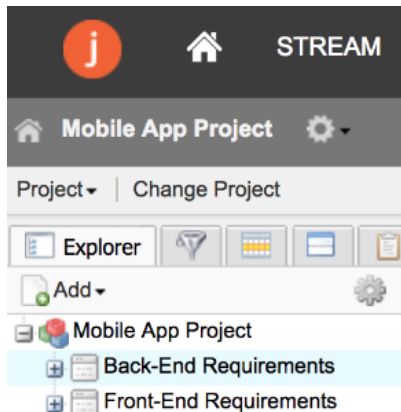 j STREAM
Mobile App Project
Project Change Project
Explorer
Add
Mobile App Project
Back-End Requirements
Front-End Requirements